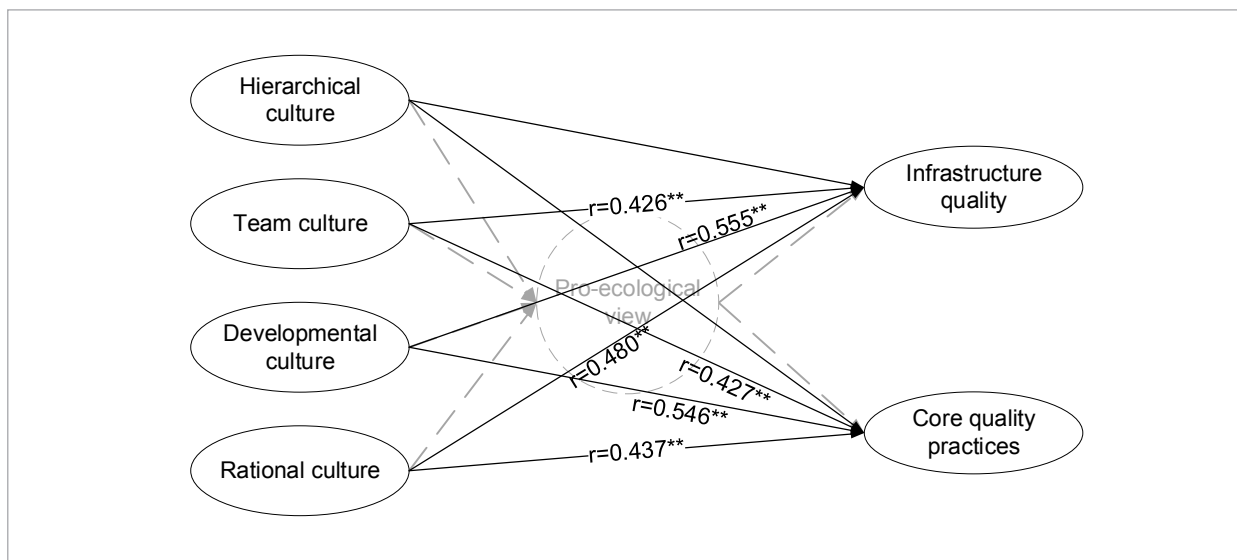 Hierarchical
culture
Team culture
Developmental
culture
Rational culture
r=0.426**
r=0.555**
Pro-ecological
view
r=0.480**
r=0.427**
r=0.546**
r=0.437**
Infrastructure
quality
Core quality
practices